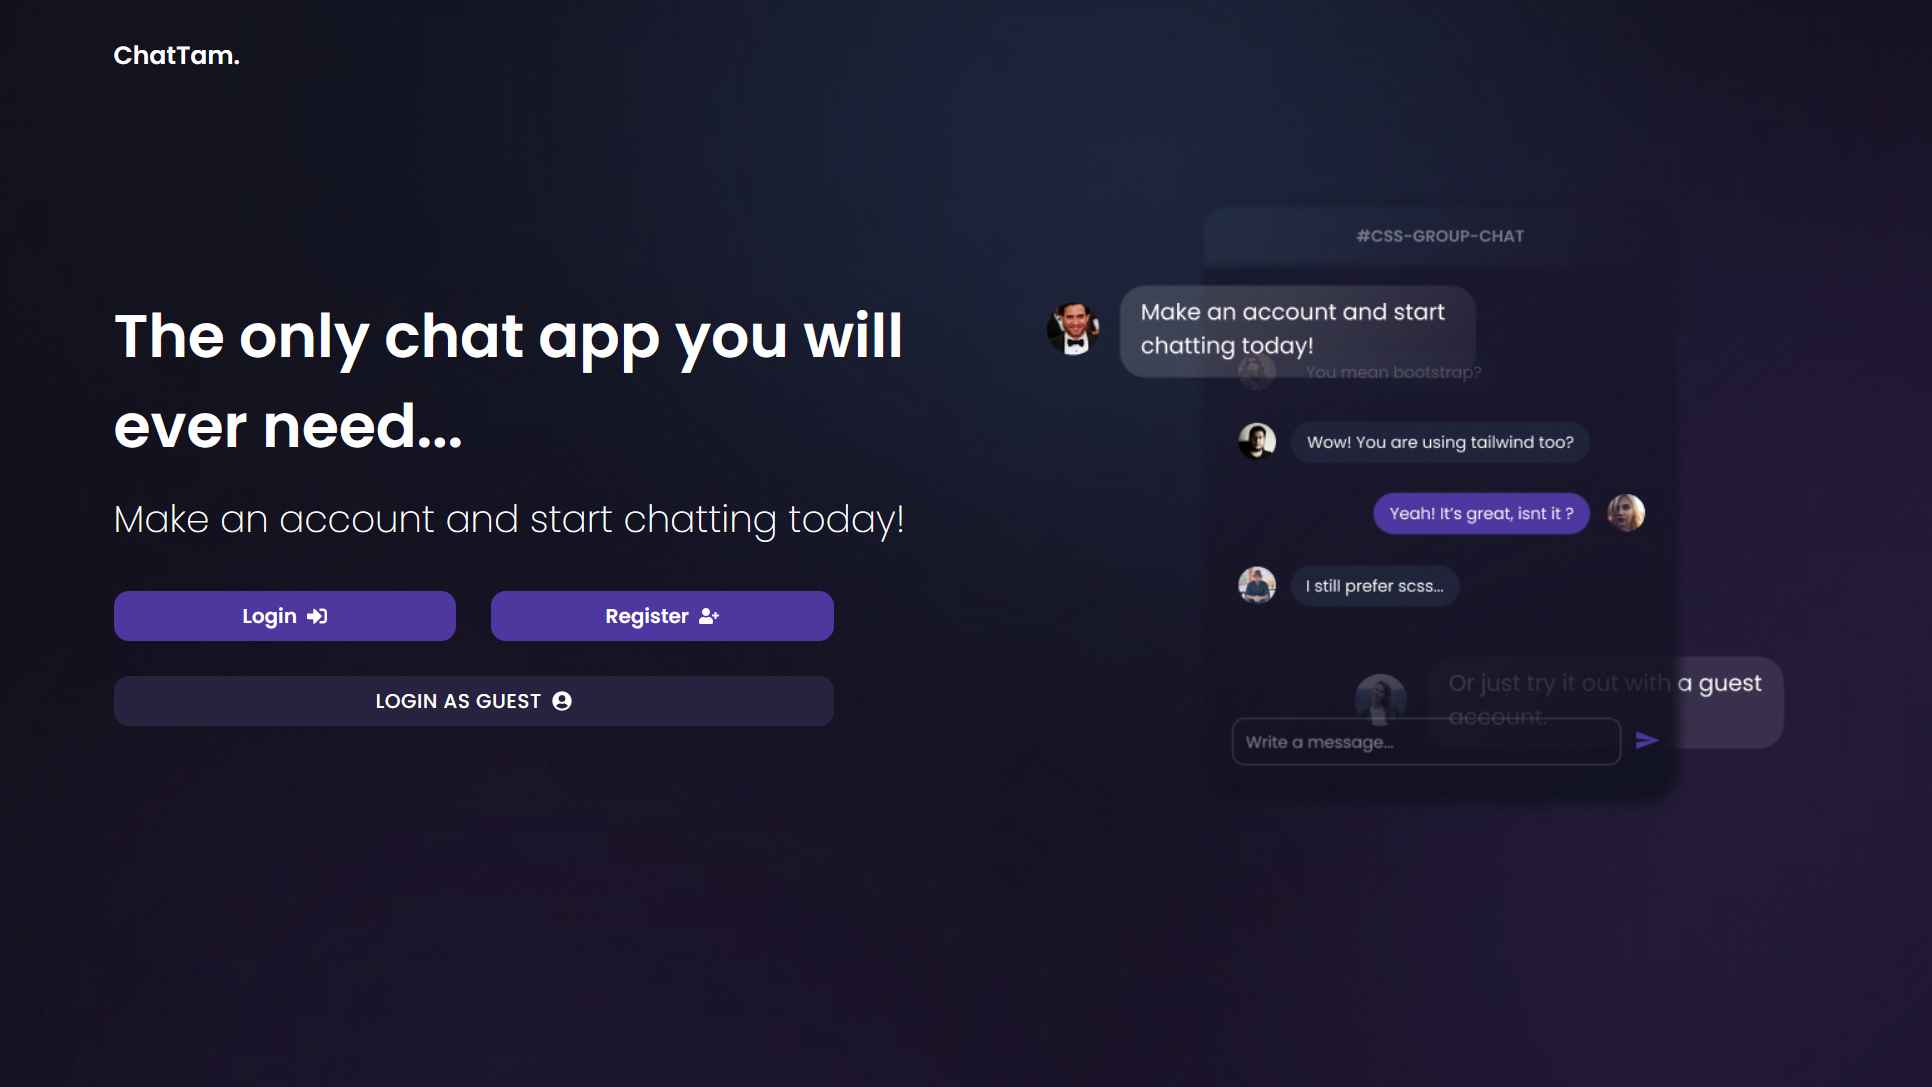 ChatTam.
The only chat app you will
ever need...
Make an account and start chatting today!
Login
Register
LOGIN AS GUEST
#CSS-GROUP-CHAT
Make an account and start
chatting today!
You mean bootstrap?
Wow! You are using tailwind too?
Yeah! It's great, isnt it ?
I still prefer scss...
Or just try it out with a guest
account.
Write a message...